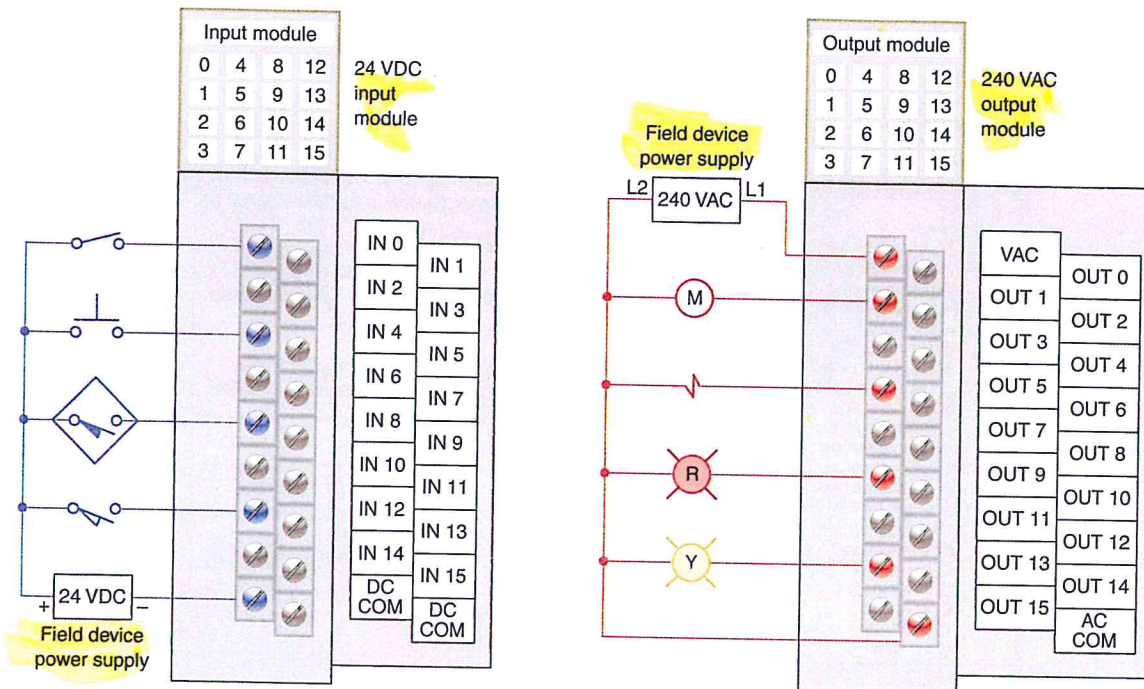 Input module
0 4 8 12
1 5 9 13
2 6 10 14
3 7 11 15
24 VDC
input
module
IN 0
IN 1
IN 2
IN 3
IN 4
IN 5
IN 6
IN 7
IN 8
IN 9
IN 10
IN 11
IN 12
IN 13
IN 14
IN 15
DC
COM
DC
COM
+ 24 VDC −
Field device
power supply
Output module
0 4 8 12
1 5 9 13
2 6 10 14
3 7 11 15
240 VAC
output
module
Field device
power supply
L2 240 VAC L1
M
R
Y
VAC
OUT 0
OUT 1
OUT 2
OUT 3
OUT 4
OUT 5
OUT 6
OUT 7
OUT 8
OUT 9
OUT 10
OUT 11
OUT 12
OUT 13
OUT 14
OUT 15
AC
COM